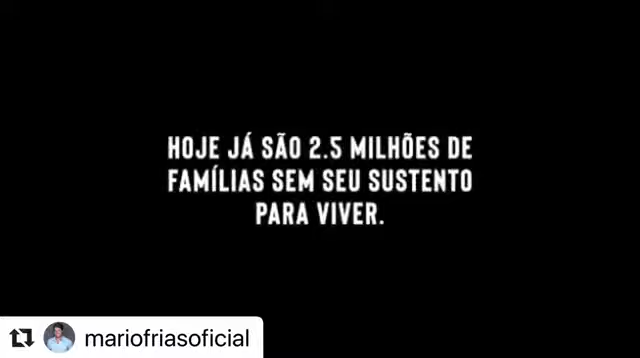 HOJE JÁ SÃO 2.5 MILHÕES DE
FAMÍLIAS SEM SEU SUSTENTO
PARA VIVER.
mariofriasoficial